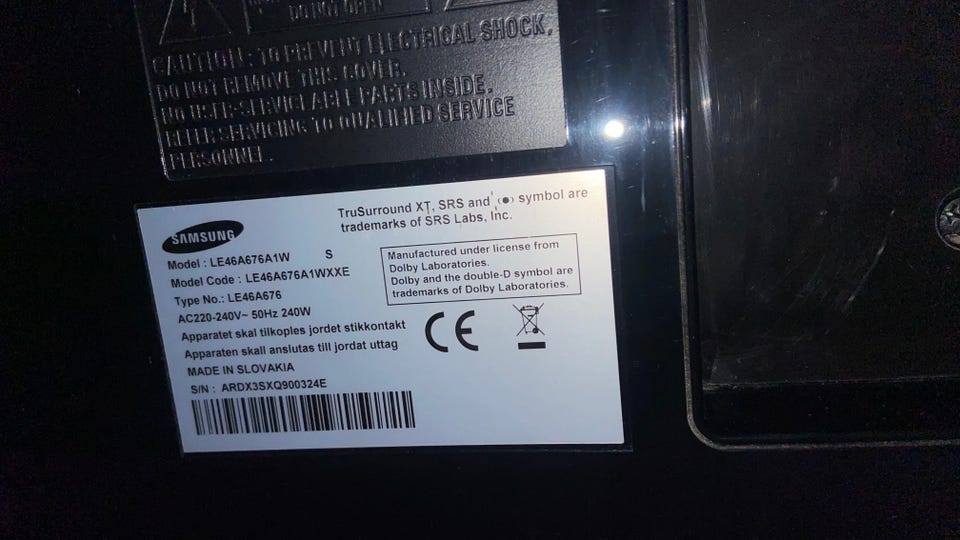 DO NOT OPEN
CAUTION: TO PREVENT ELECTRICAL SHOCK,
DO NOT REMOVE THIS COVER.
NO USER-SERVICEABLE PARTS INSIDE.
REFER SERVICING TO QUALIFIED SERVICE
PERSONNEL.
SAMSUNG
TruSurround XT, SRS and symbol are
trademarks of SRS Labs, Inc.
Model : LE46A676A1W S
Model Code : LE46A676A1WXXE
Type No.: LE46A676
AC220-240V~ 50Hz 240W
Apparatet skal tilkoples jordet stikkontakt
Apparaten skall anslutas till jordat uttag
MADE IN SLOVAKIA
S/N : ARDX3SXQ900324E
Manufactured under license from
Dolby Laboratories.
Dolby and the double-D symbol are
trademarks of Dolby Laboratories.
CE